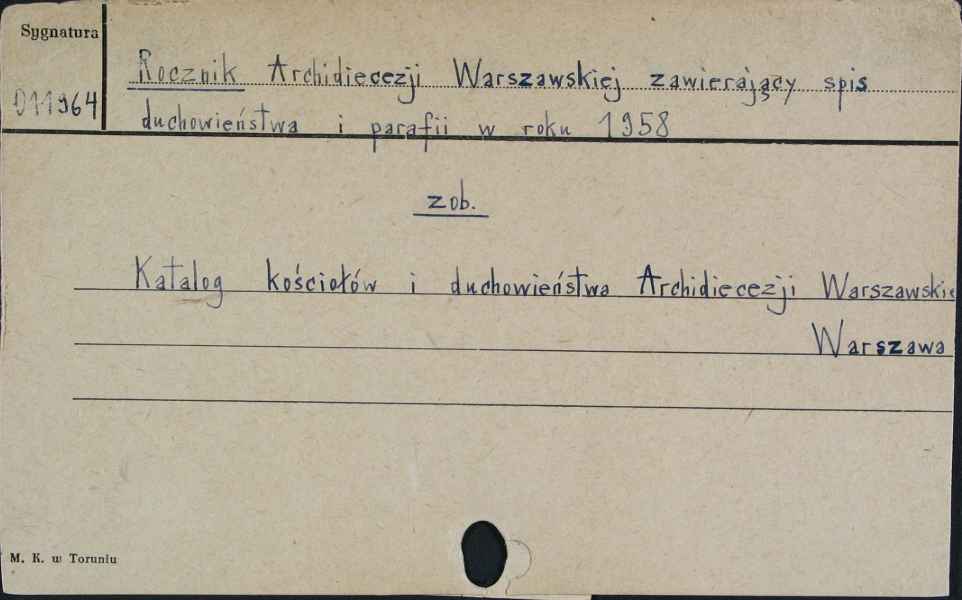 Sygnatura
Rocznik Archidiecezji Warszawskiej zawierający spis
011964
duchowieństwa i parafii w roku 1958
zob.
Katalog kościołów i duchowieństwa Archidiecezji Warszawskie
Warszawa
M. K. w Toruniu